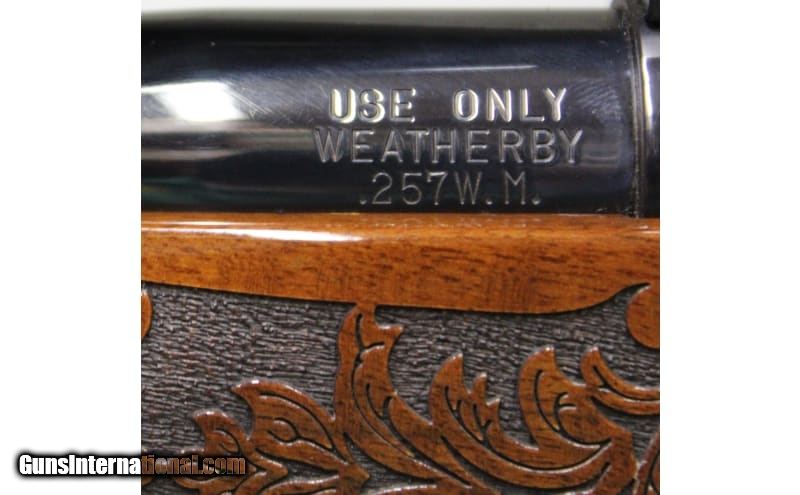 USE ONLY
WEATHERBY
.257W.M.
GunsInternational.com